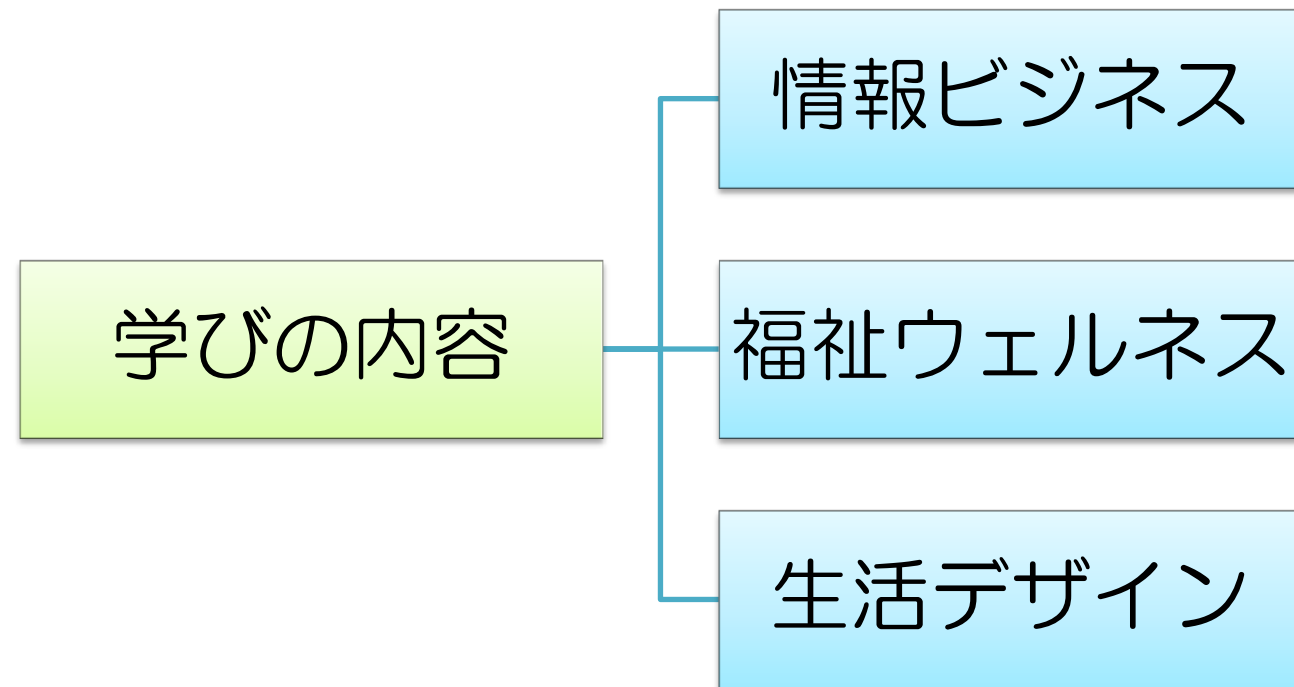 情報ビジネス
学びの内容
福祉ウェルネス
生活デザイン